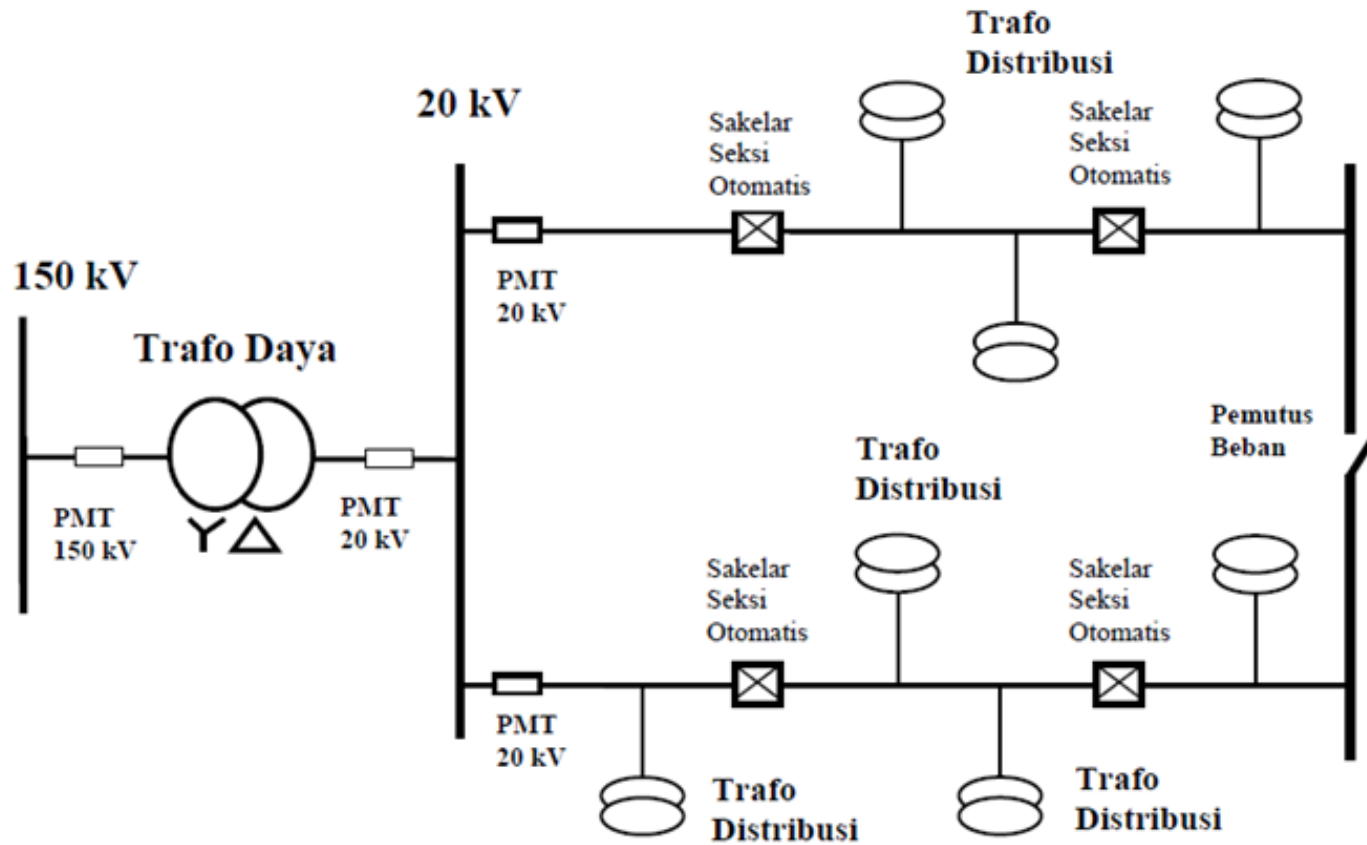 Trafo
Distribusi
20 kV
Sakelar
Seksi
Otomatis
Sakelar
Seksi
Otomatis
150 kV
PMT
20 kV
Trafo Daya
Pemutus
Beban
Trafo
Distribusi
PMT
150 kV
PMT
20 kV
Sakelar
Seksi
Otomatis
Sakelar
Seksi
Otomatis
PMT
20 kV
Trafo
Distribusi
Trafo
Distribusi